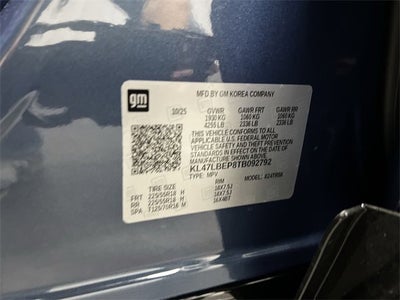 gm
MFD BY GM KOREA COMPANY
10/25
GVWR GAWR FRT GAWR RR
1930 KG 1060 KG 1060 KG
4255 LB 2336 LB 2336 LB
THIS VEHICLE CONFORMS TO ALL
APPLICABLE U.S. FEDERAL MOTOR
VEHICLE SAFETY, BUMPER, AND THEFT
PREVENTION STANDARDS IN EFFECT ON THE DATE OF
MANUFACTURE SHOWN ABOVE.
KL47LBEP8TB092792
TYPE: MPV MODEL:
TIRE SIZE RIM
FRT 225/55R18 H 18X7.5J
RR 225/55R18 H 18X7.5J
SPA T125/70R16 M 16X4BT